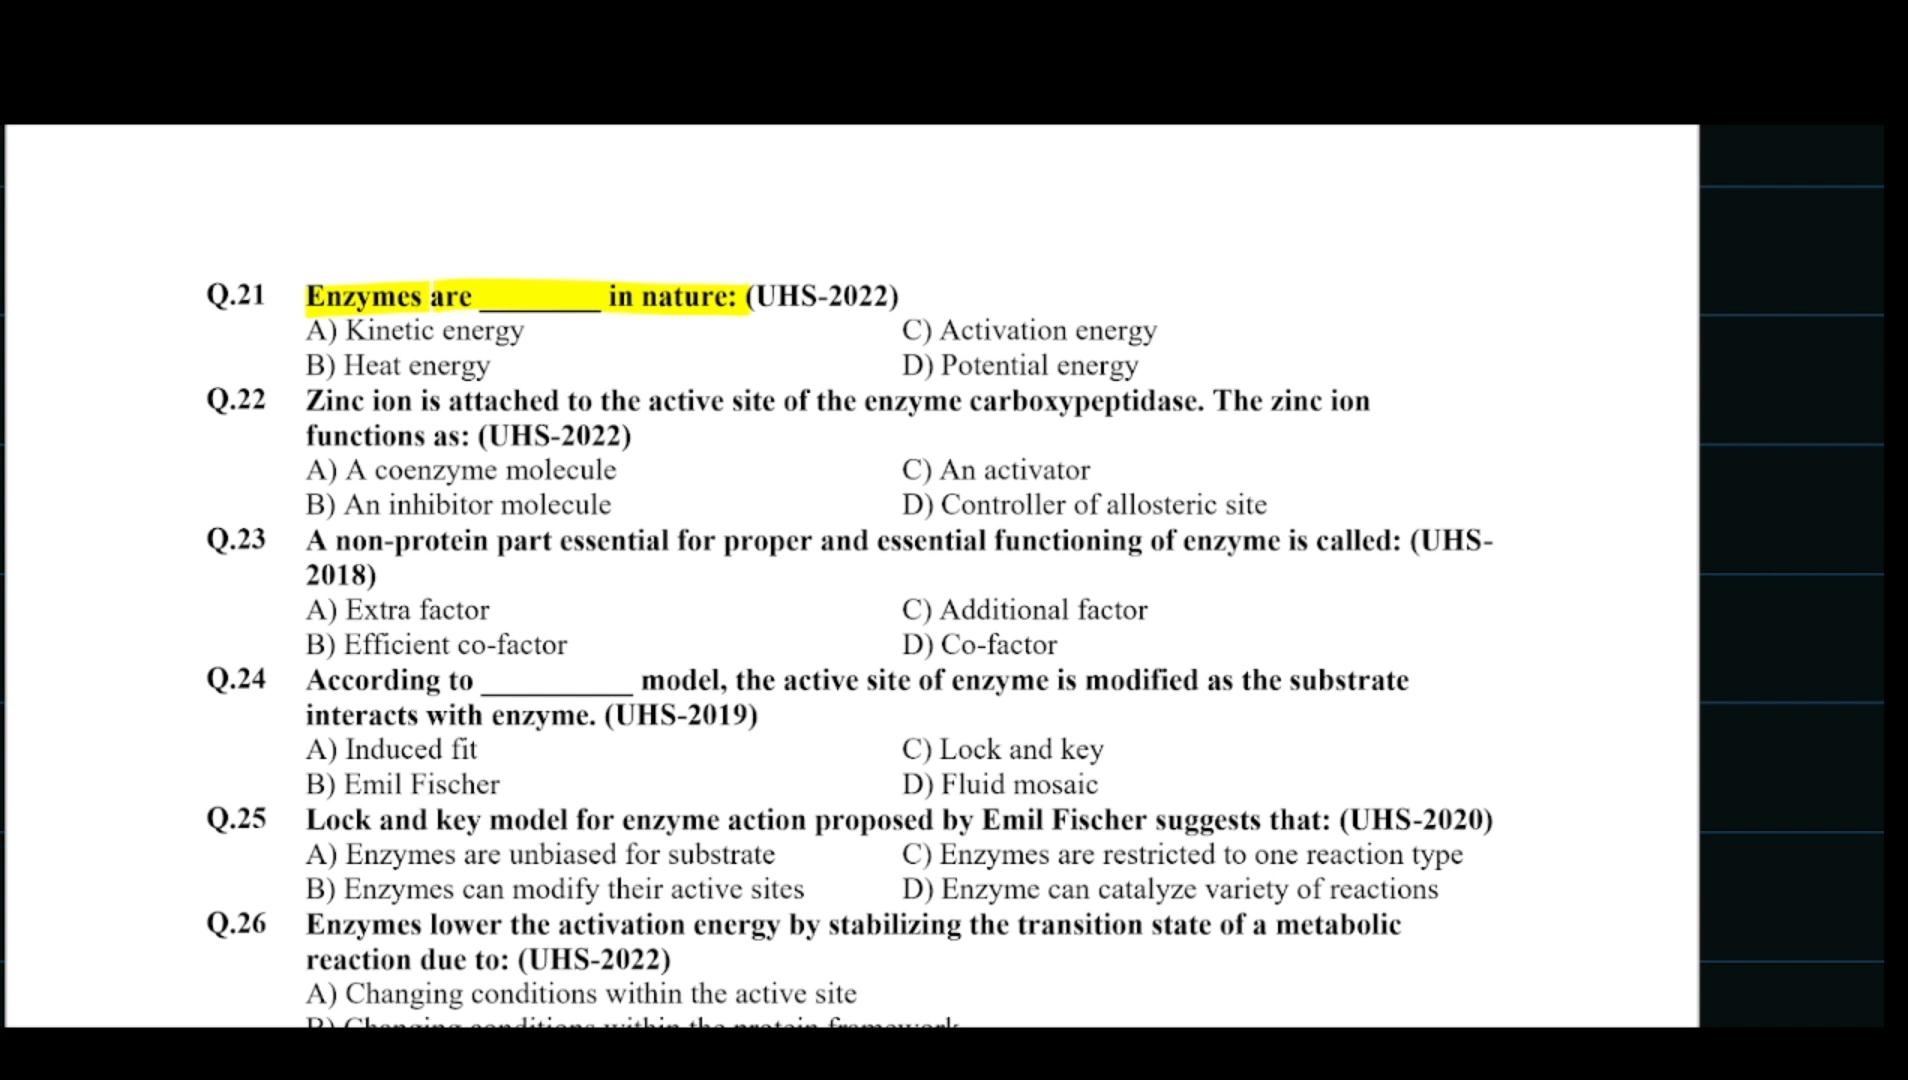 Q.21 Enzymes are __________ in nature: (UHS-2022)
A) Kinetic energy C) Activation energy
B) Heat energy D) Potential energy
Q.22 Zinc ion is attached to the active site of the enzyme carboxypeptidase. The zinc ion
functions as: (UHS-2022)
A) A coenzyme molecule C) An activator
B) An inhibitor molecule D) Controller of allosteric site
Q.23 A non-protein part essential for proper and essential functioning of enzyme is called: (UHS-
2018)
A) Extra factor C) Additional factor
B) Efficient co-factor D) Co-factor
Q.24 According to ____________ model, the active site of enzyme is modified as the substrate
interacts with enzyme. (UHS-2019)
A) Induced fit C) Lock and key
B) Emil Fischer D) Fluid mosaic
Q.25 Lock and key model for enzyme action proposed by Emil Fischer suggests that: (UHS-2020)
A) Enzymes are unbiased for substrate C) Enzymes are restricted to one reaction type
B) Enzymes can modify their active sites D) Enzyme can catalyze variety of reactions
Q.26 Enzymes lower the activation energy by stabilizing the transition state of a metabolic
reaction due to: (UHS-2022)
A) Changing conditions within the active site
B) Changing conditions within the protein framework